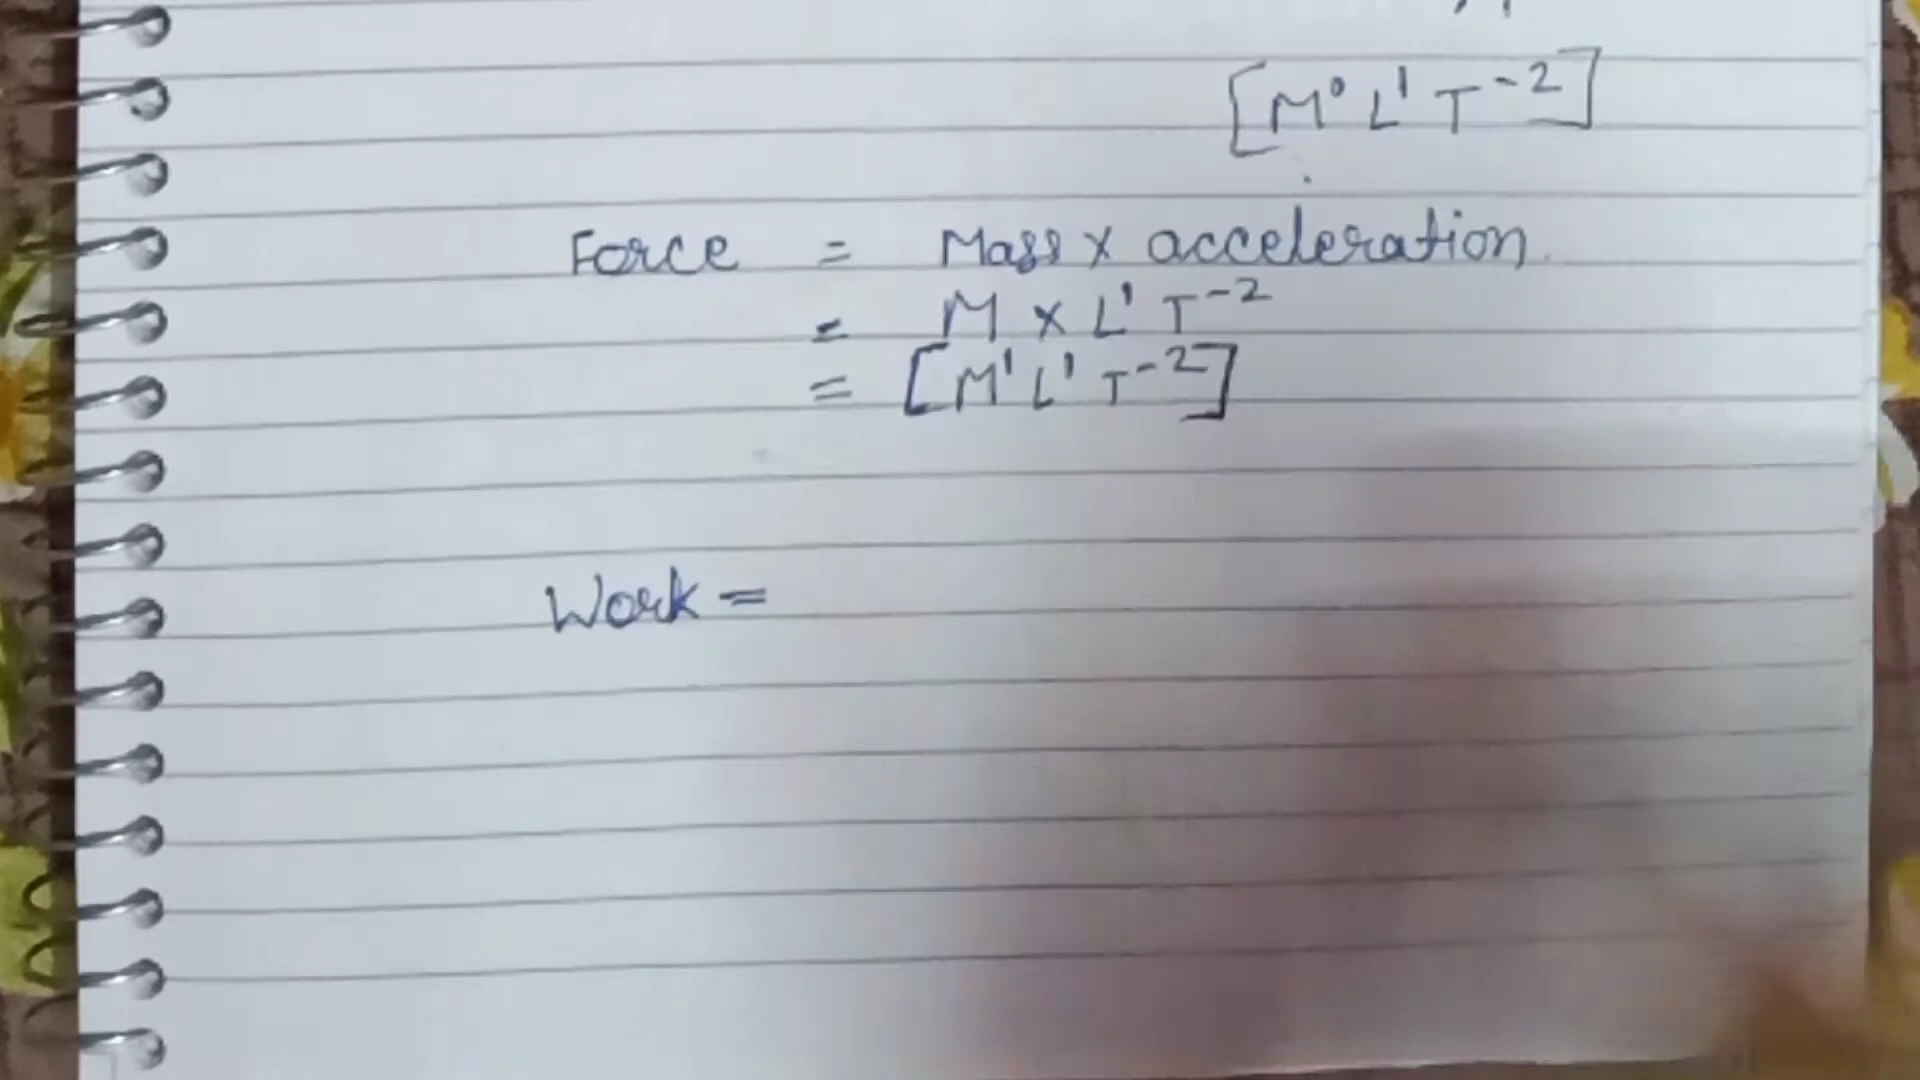 [M⁰ L¹ T⁻²]
Force = Mass x acceleration.
= M x L¹ T⁻²
= [M¹ L¹ T⁻²]
Work =